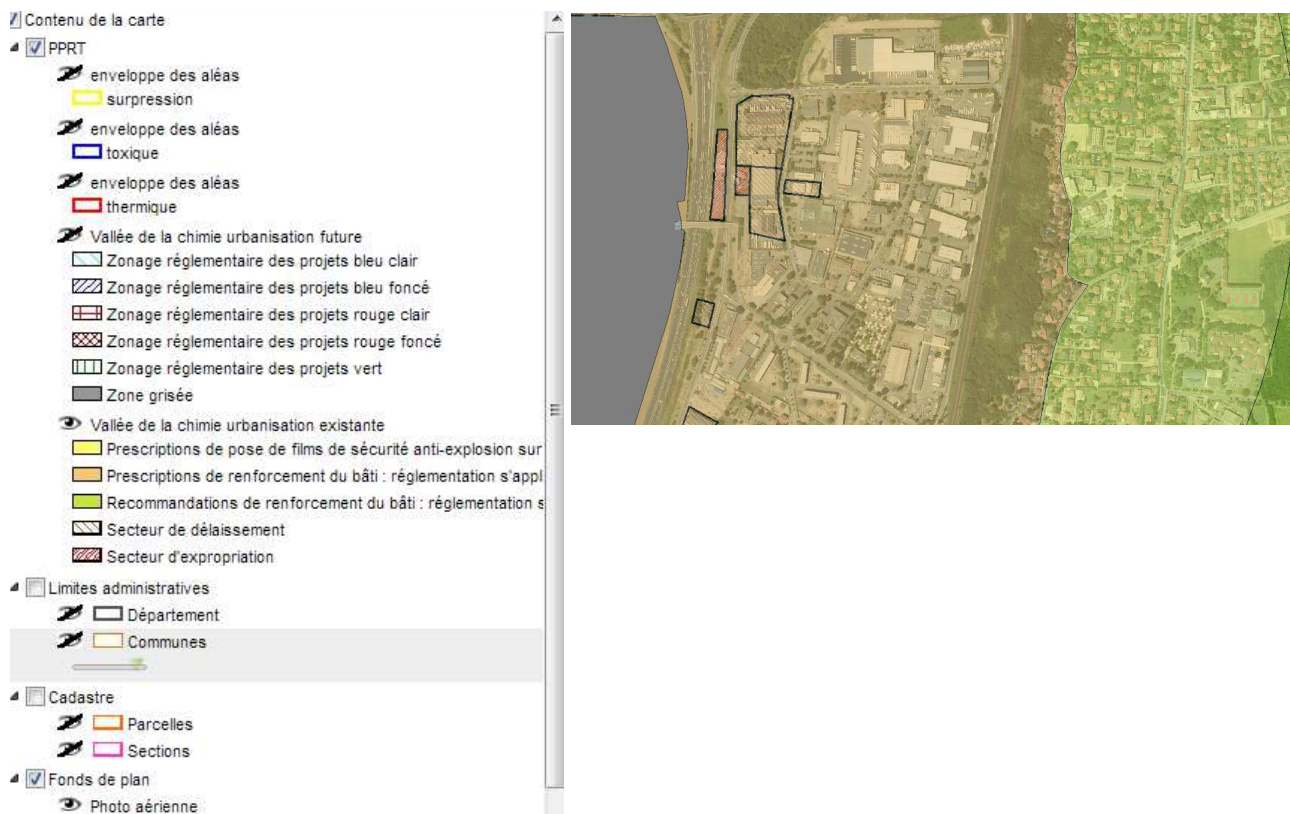 Contenu de la carte
PPRT
enveloppe des aléas
surpression
enveloppe des aléas
toxique
enveloppe des aléas
thermique
Vallée de la chimie urbanisation future
Zonage réglementaire des projets bleu clair
Zonage réglementaire des projets bleu foncé
Zonage réglementaire des projets rouge clair
Zonage réglementaire des projets rouge foncé
Zonage réglementaire des projets vert
Zone grisée
Vallée de la chimie urbanisation existante
Prescriptions de pose de films de sécurité anti-explosion sur
Prescriptions de renforcement du bâti : réglementation s'appl
Recommandations de renforcement du bâti : réglementation s
Secteur de délaissement
Secteur d'expropriation
Limites administratives
Département
Communes
Cadastre
Parcelles
Sections
Fonds de plan
Photo aérienne